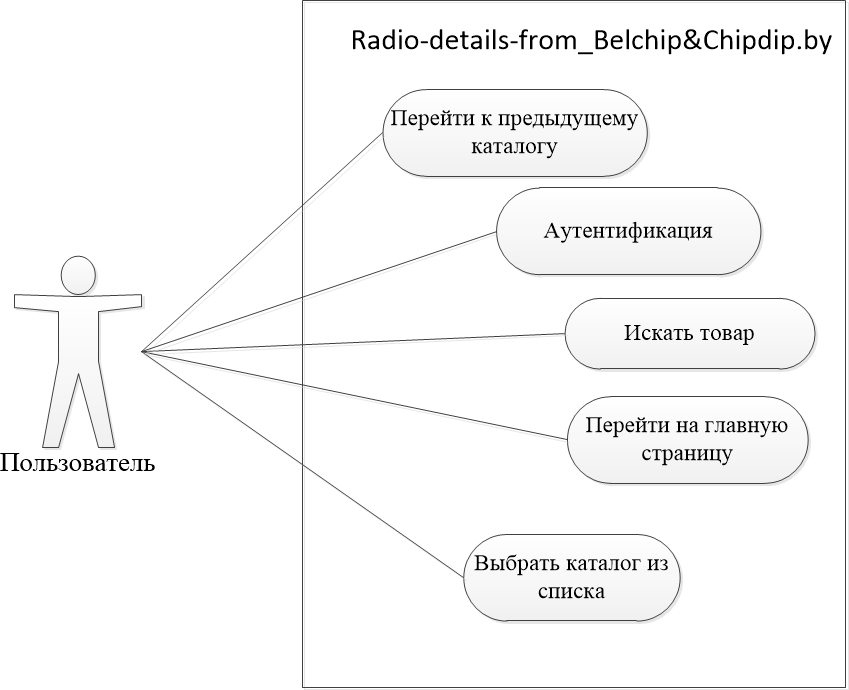 Radio-details-from_Belchip&Chipdip.by
Перейти к предыдущему
каталогу
Аутентификация
Искать товар
Перейти на главную
страницу
Пользователь
Выбрать каталог из
списка